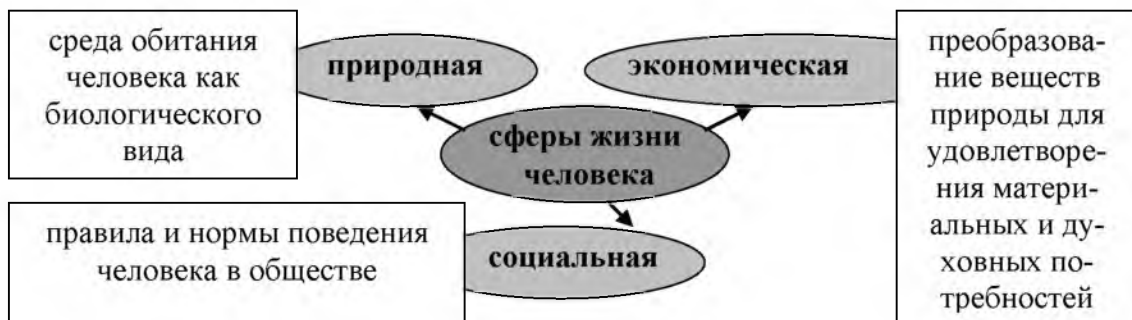 среда обитания
человека как
биологического
вида
природная
экономическая
преобразова-
ние веществ
природы для
удовлетворе-
ния матери-
альных и ду-
ховных по-
требностей
сферы жизни
человека
правила и нормы поведения
человека в обществе
социальная